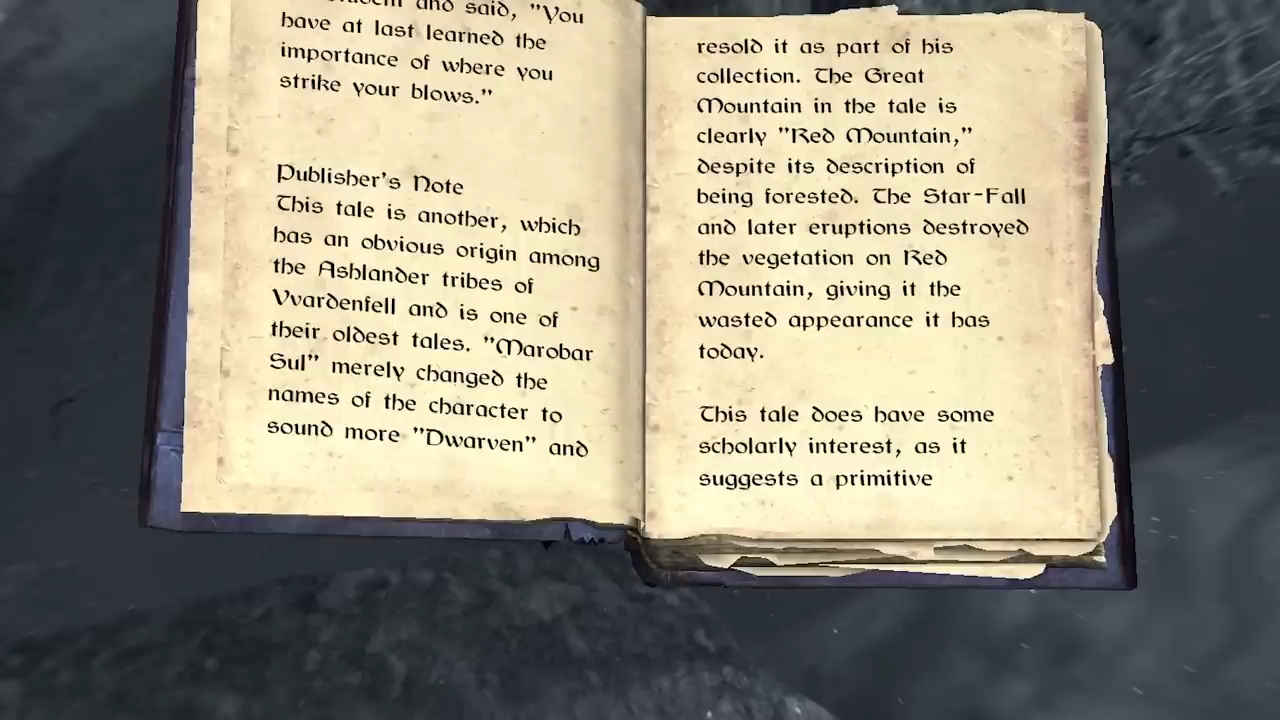 and said, "You
have at last learned the
importance of where you
strike your blows."
Publisher's Note
This tale is another, which
has an obvious origin among
the Ashlander tribes of
Vvardenfell and is one of
their oldest tales. "Marobar
Sul" merely changed the
names of the character to
sound more "Dwarven" and
resold it as part of his
collection. The Great
Mountain in the tale is
clearly "Red Mountain,"
despite its description of
being forested. The Star-Fall
and later eruptions destroyed
the vegetation on Red
Mountain, giving it the
wasted appearance it has
today.
This tale does have some
scholarly interest, as it
suggests a primitive